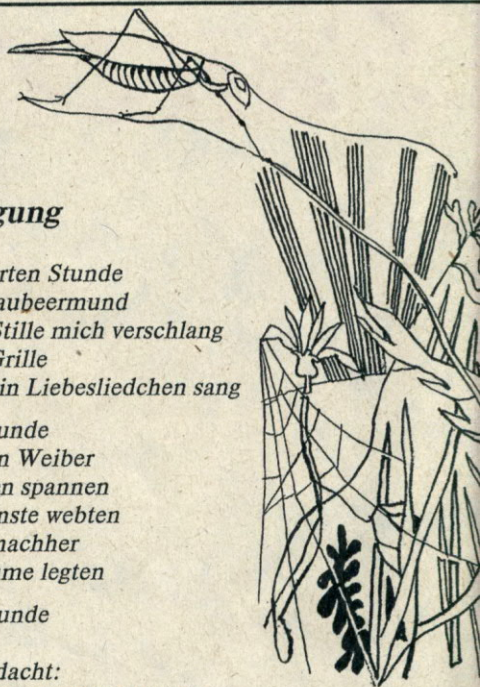 gung
rten Stunde
aubeermund
Stille mich verschlang
Grille
in Liebesliedchen sang
unde
n Weiber
n spannen
nste webten
nachher
me legten
unde
dacht: